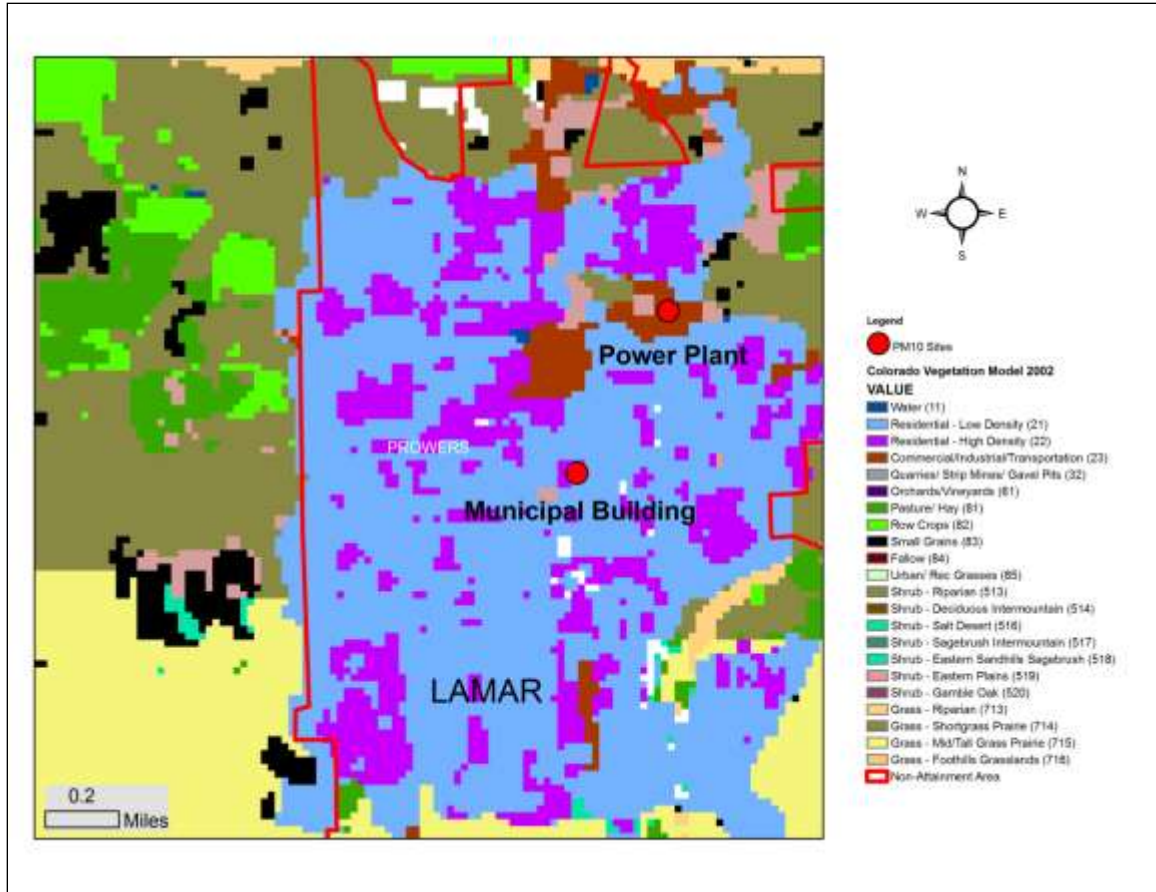 N
W E
S
Power Plant
PROWERS
Municipal Building
LAMAR
0.2
Miles
Legend
PM10 Sites
Colorado Vegetation Model 2002
VALUE
Water (11)
Residential - Low Density (21)
Residential - High Density (22)
Commercial/Industrial/Transportation (23)
Quarries/ Strip Mines/ Gavel Pits (32)
Orchards/Vineyards (61)
Pasture/ Hay (81)
Row Crops (82)
Small Grains (83)
Fallow (84)
Urban/ Rec Grasses (85)
Shrub - Riparian (513)
Shrub - Deciduous Intermountain (514)
Shrub - Salt Desert (516)
Shrub - Sagebrush Intermountain (517)
Shrub - Eastern Sandhills Sagebrush (518)
Shrub - Eastern Plains (519)
Shrub - Gamble Oak (520)
Grass - Riparian (713)
Grass - Shortgrass Prairie (714)
Grass - Mid/Tall Grass Prairie (715)
Grass - Foothills Grasslands (716)
Non-Attainment Area